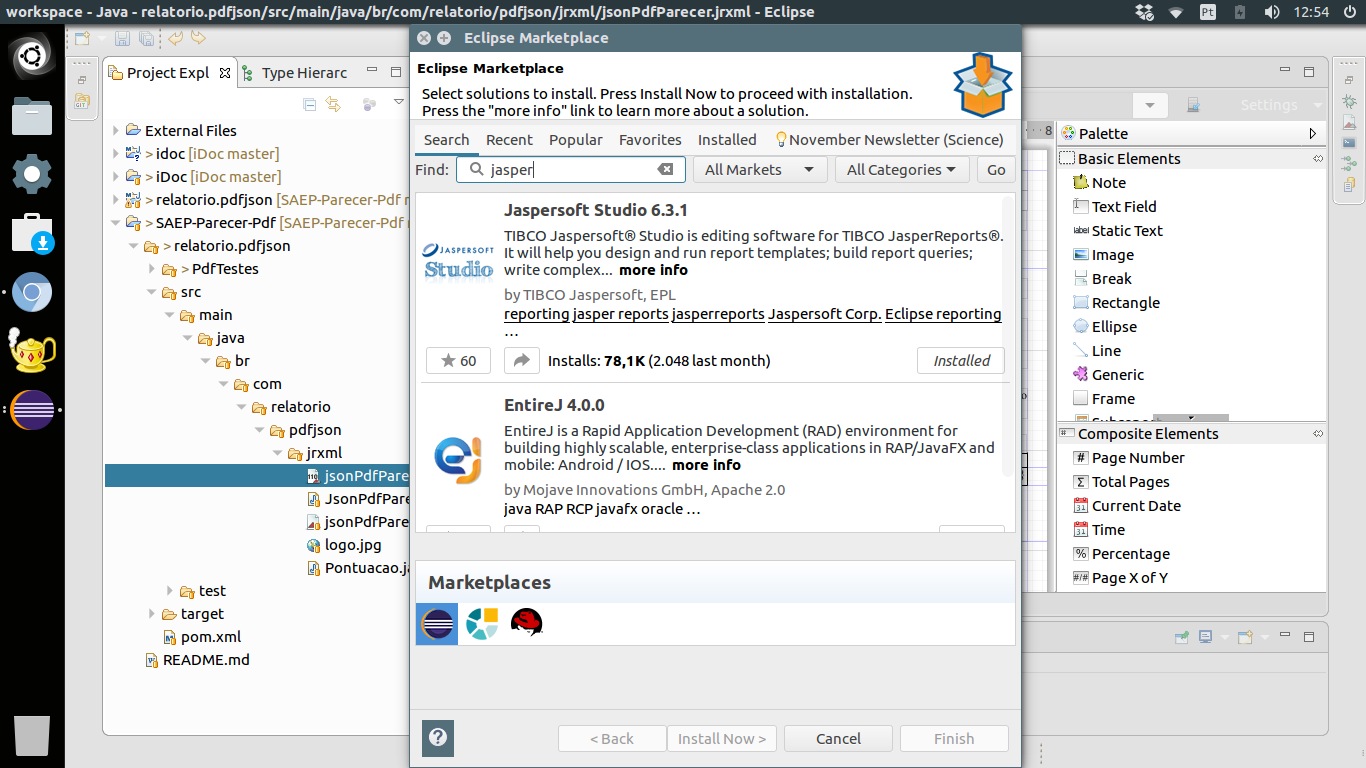 workspace - Java - relatorio.pdfjson/src/main/java/br/com/relatorio/pdfjson/jrxml/jsonPdfParecer.jrxml - Eclipse
Pt
12:54
Project Expl
Type Hierarc
External Files
> idoc [iDoc master]
> iDoc [iDoc master]
> relatorio.pdfjson [SAEP-Parecer-Pdf
> SAEP-Parecer-Pdf [SAEP-Parecer-Pdf
> relatorio.pdfjson
> PdfTestes
src
main
java
br
com
relatorio
pdfjson
jrxml
jsonPdfPare
JsonPdfPare
jsonPdfPare
logo.jpg
Pontuacao.ja
test
target
pom.xml
README.md
Eclipse Marketplace
Eclipse Marketplace
Select solutions to install. Press Install Now to proceed with installation.
Press the "more info" link to learn more about a solution.
Search
Recent
Popular
Favorites
Installed
November Newsletter (Science)
Find:
jasper
All Markets
All Categories
Go
Jaspersoft Studio 6.3.1
JASPERSOFT
Studio
TIBCO Jaspersoft® Studio is editing software for TIBCO JasperReports®.
It will help you design and run report templates; build report queries;
write complex... more info
by TIBCO Jaspersoft, EPL
reporting jasper reports jasperreports Jaspersoft Corp. Eclipse reporting
...
60
Installs: 78,1K (2.048 last month)
Installed
EntireJ 4.0.0
EntireJ is a Rapid Application Development (RAD) environment for
building highly scalable, enterprise-class applications in RAP/JavaFX and
mobile: Android / IOS.... more info
by Mojave Innovations GmbH, Apache 2.0
java RAP RCP javafx oracle ...
Marketplaces
< Back
Install Now >
Cancel
Finish
Settings
8
Palette
Basic Elements
Note
Text Field
Static Text
Image
Break
Rectangle
Ellipse
Line
Generic
Frame
Composite Elements
Page Number
Total Pages
Current Date
Time
Percentage
Page X of Y